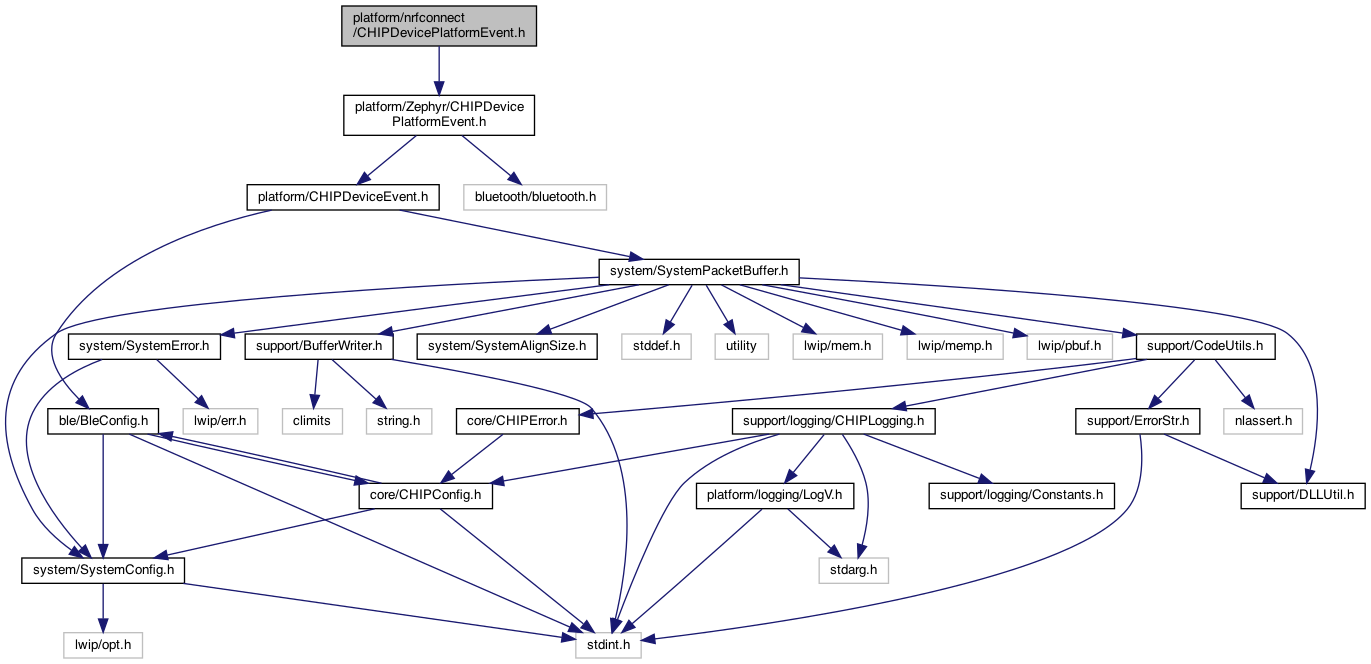 platform/nrfconnect
/CHIPDevicePlatformEvent.h
platform/Zephyr/CHIPDevice
PlatformEvent.h
platform/CHIPDeviceEvent.h
bluetooth/bluetooth.h
system/SystemPacketBuffer.h
system/SystemError.h
support/BufferWriter.h
system/SystemAlignSize.h
stddef.h
utility
lwip/mem.h
lwip/memp.h
lwip/pbuf.h
support/CodeUtils.h
ble/BleConfig.h
lwip/err.h
climits
string.h
core/CHIPError.h
support/logging/CHIPLogging.h
support/ErrorStr.h
nlassert.h
core/CHIPConfig.h
platform/logging/LogV.h
support/logging/Constants.h
support/DLLUtil.h
system/SystemConfig.h
stdarg.h
lwip/opt.h
stdint.h